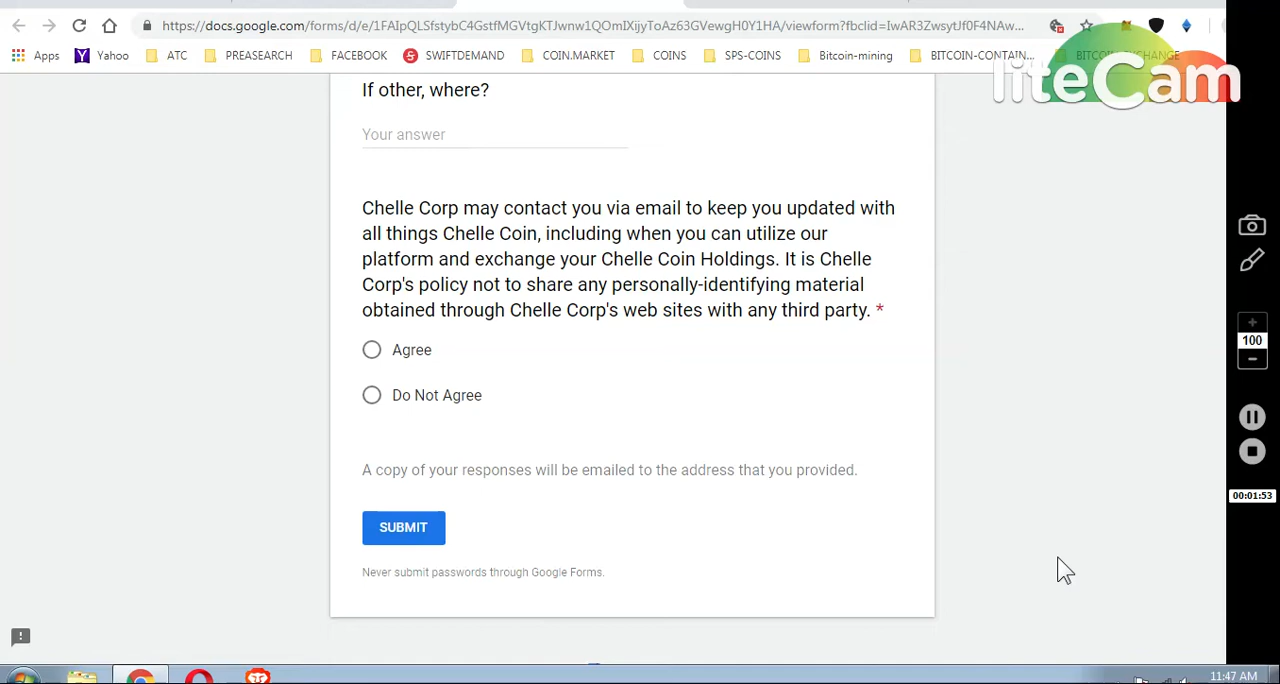 https://docs.google.com/forms/d/e/1FAIpQLSfstybC4GstfMGVtgKTJwnw1QOmIXijyToAz63GVewgH0Y1HA/viewform?fbclid=IwAR3ZwsytUf0F4NAw...
Apps Yahoo ATC PREASEARCH FACEBOOK SWIFTDEMAND COIN.MARKET COINS SPS-COINS Bitcoin-mining BITCOIN-CONTAIN... BITCOIN-EXCHANGE
liteCam
If other, where?
Your answer
Chelle Corp may contact you via email to keep you updated with
all things Chelle Coin, including when you can utilize our
platform and exchange your Chelle Coin Holdings. It is Chelle
Corp's policy not to share any personally-identifying material
obtained through Chelle Corp's web sites with any third party. *
Agree
Do Not Agree
A copy of your responses will be emailed to the address that you provided.
SUBMIT
Never submit passwords through Google Forms.
100
00:01:53
11:47 AM